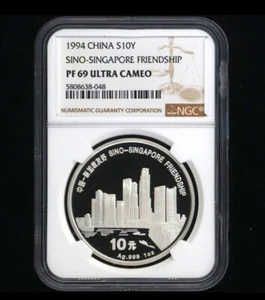 1994 CHINA S10Y
SINO-SINGAPORE FRIENDSHIP
PF 69 ULTRA CAMEO
5808638-048
NUMISMATIC GUARANTY CORPORATION
NGC
中国-新加坡友好 SINO-SINGAPORE FRIENDSHIP
10元
Ag.999 1oz